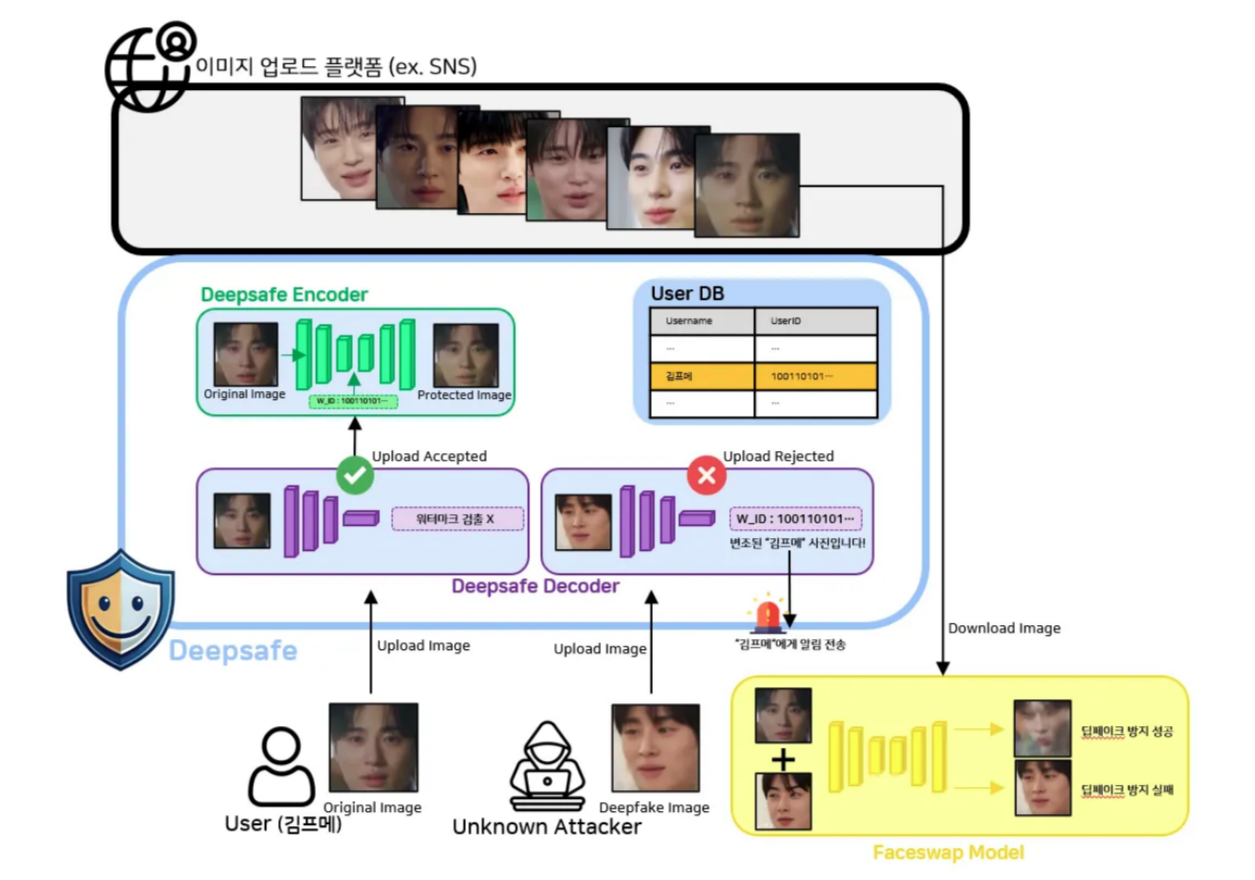 이미지 업로드 플랫폼 (ex. SNS)
Deepsafe Encoder
Original Image
W_ID : 100110101…
Protected Image
User DB
Username UserID
... ...
김프메 100110101…
... ...
Upload Accepted
워터마크 검출 X
Upload Rejected
W_ID : 100110101…
변조된 "김프메" 사진입니다!
Deepsafe Decoder
"김프메"에게 알림 전송
Deepsafe
Upload Image
Upload Image
Download Image
Original Image
User (김프메)
Deepfake Image
Unknown Attacker
+
딥페이크 방지 성공
딥페이크 방지 실패
Faceswap Model